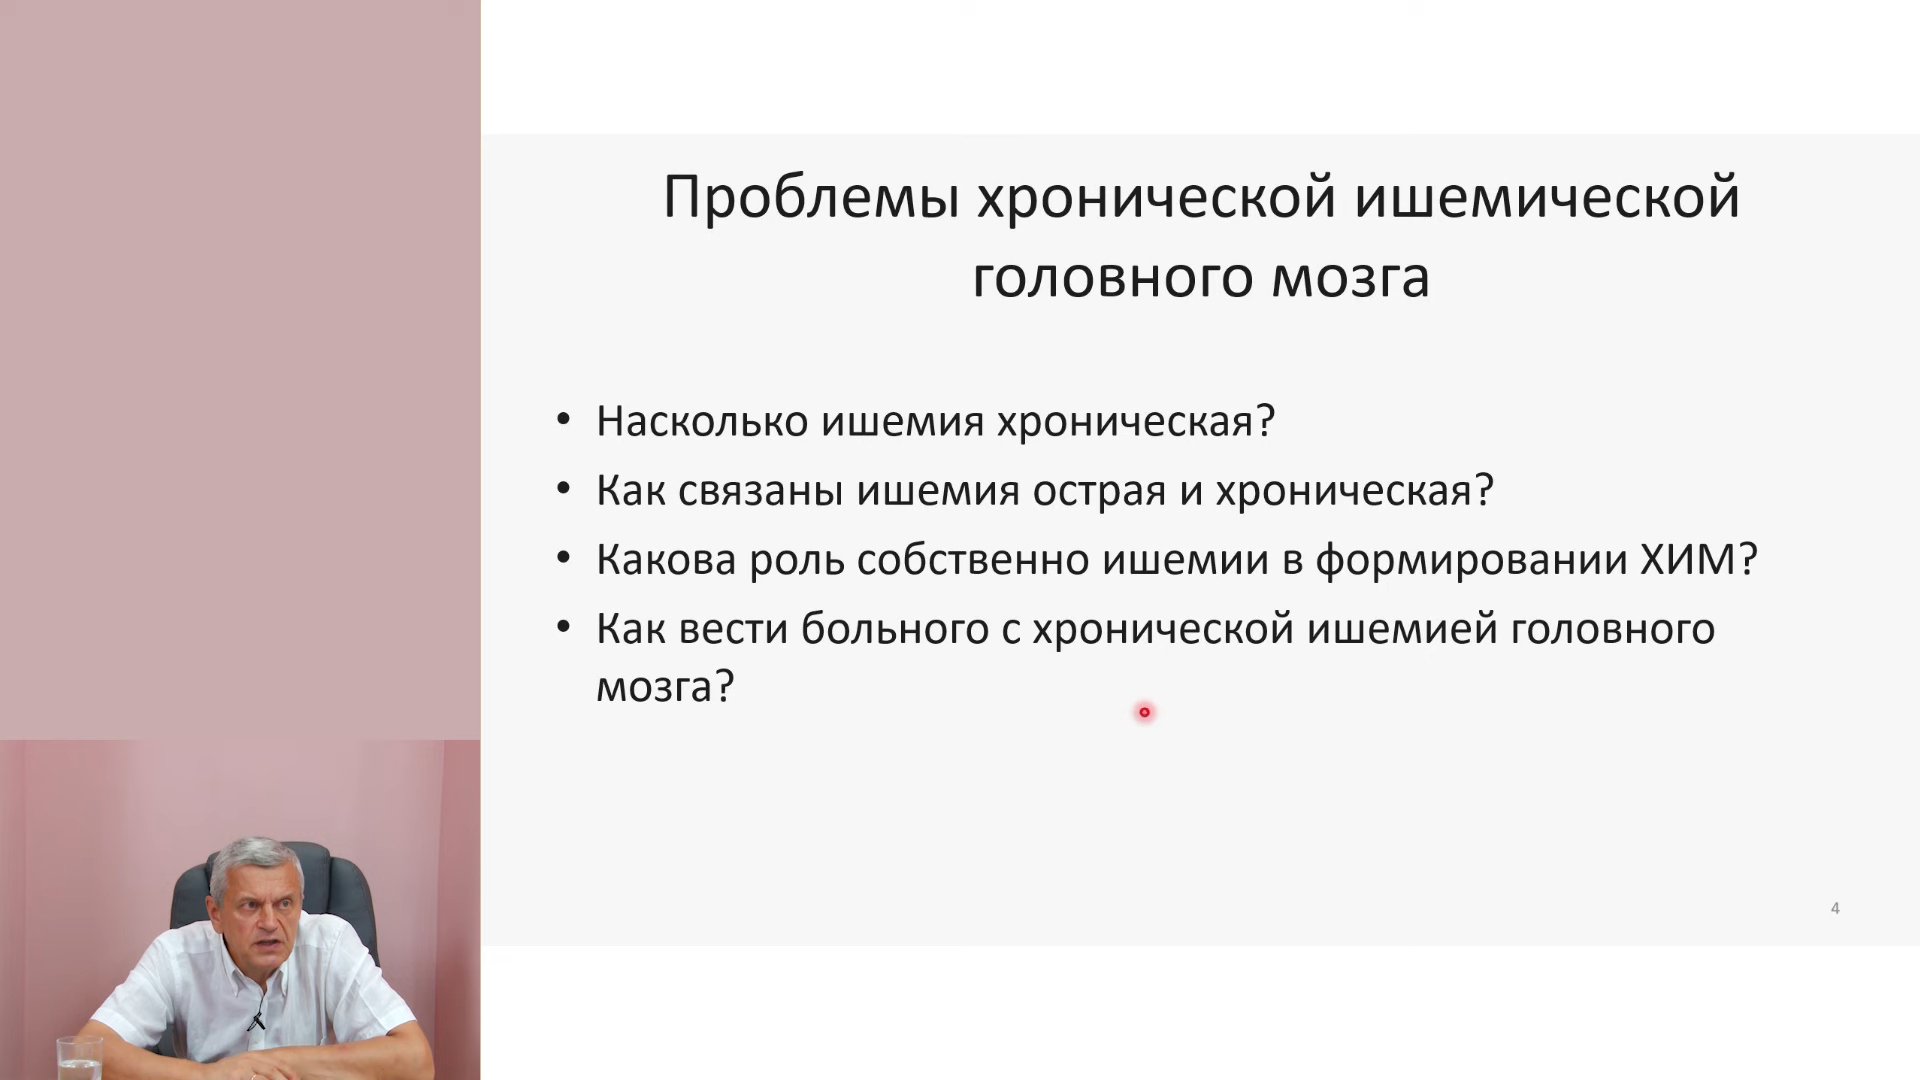 Проблемы хронической ишемической
головного мозга
• Насколько ишемия хроническая?
• Как связаны ишемия острая и хроническая?
• Какова роль собственно ишемии в формировании ХИМ?
• Как вести больного с хронической ишемией головного
мозга?
4